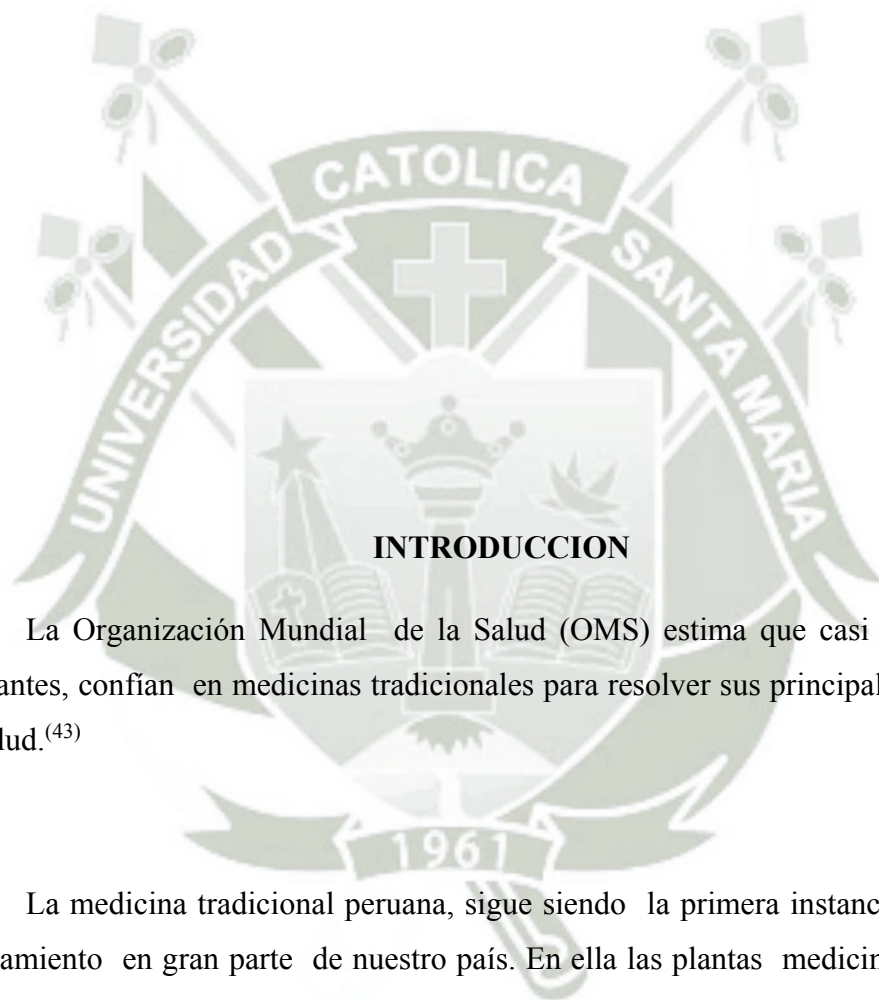 UNIVERSIDAD CATOLICA SANTA MARIA
INTRODUCCION
La Organización Mundial de la Salud (OMS) estima que casi
antes, confían en medicinas tradicionales para resolver sus principal
lud.(43)
1961
La medicina tradicional peruana, sigue siendo la primera instanc
amiento en gran parte de nuestro país. En ella las plantas medicin